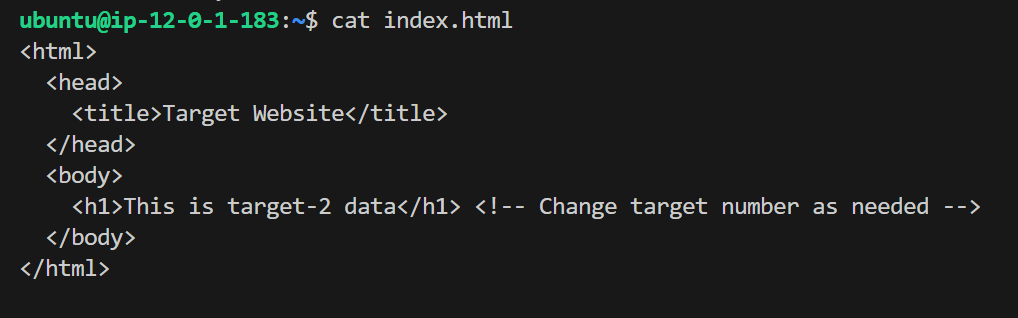 ubuntu@ip-12-0-1-183:~$ cat index.html
<html>
  <head>
    <title>Target Website</title>
  </head>
  <body>
    <h1>This is target-2 data</h1> <!-- Change target number as needed -->
  </body>
</html>